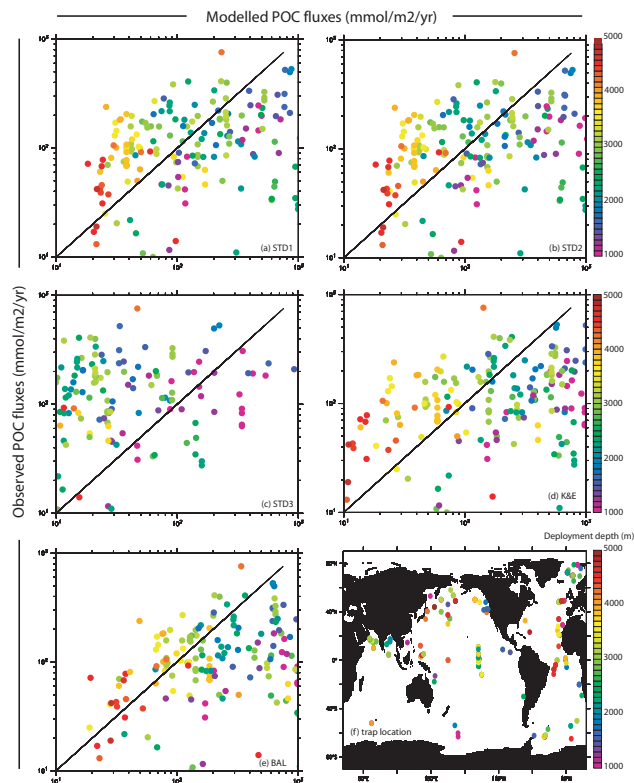 Modelled POC fluxes (mmol/m2/yr)
Observed POC fluxes (mmol/m2/yr)
(a) STD1
(b) STD2
5000
4000
3000
2000
1000
(c) STD3
(d) K&E
5000
4000
3000
2000
1000
Deployment depth (m)
(e) BAL
(f) trap location
5000
4000
3000
2000
1000